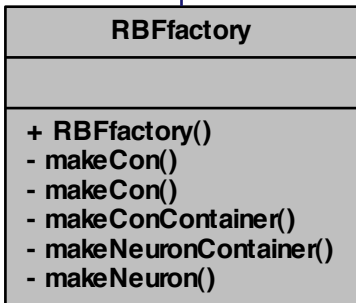 RBFfactory
+ RBFfactory()
- makeCon()
- makeCon()
- makeConContainer()
- makeNeuronContainer()
- makeNeuron()